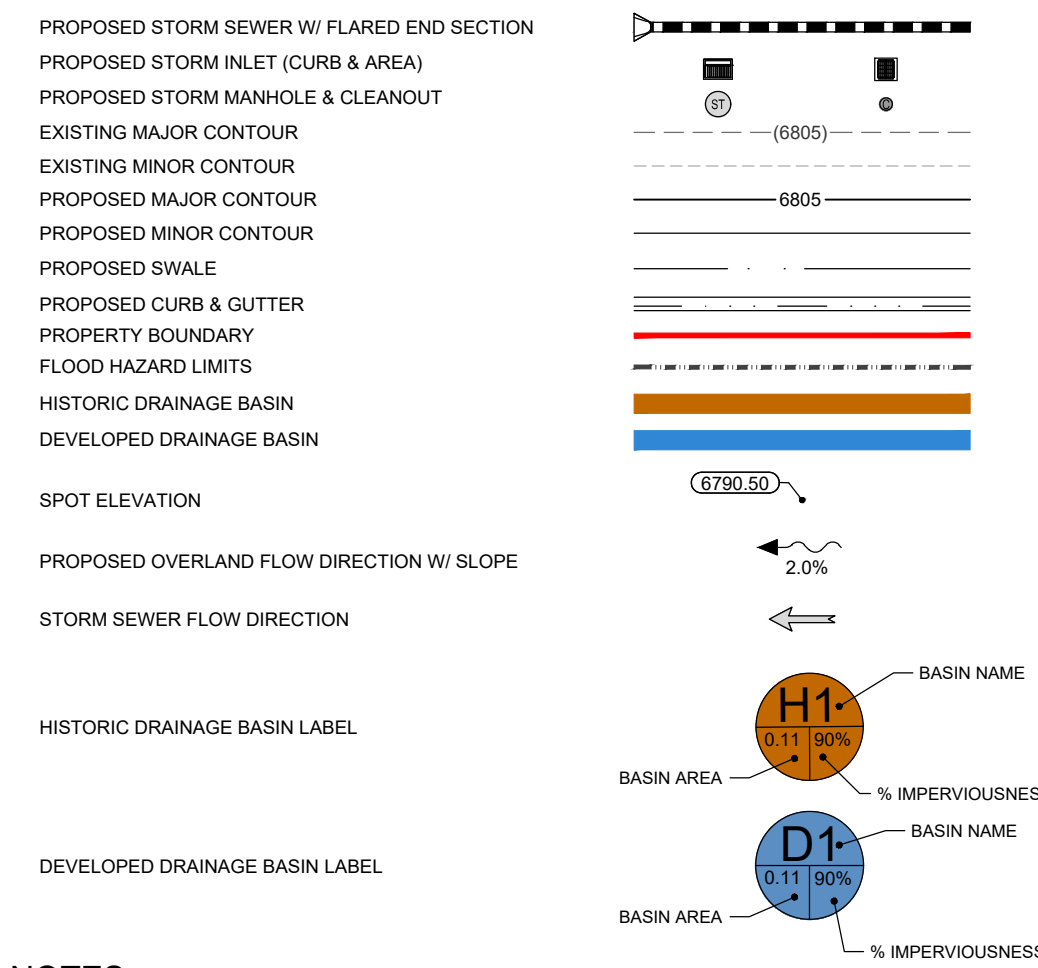 PROPOSED STORM SEWER W/ FLARED END SECTION
PROPOSED STORM INLET (CURB & AREA)
PROPOSED STORM MANHOLE & CLEANOUT
ST
C
EXISTING MAJOR CONTOUR
(6805)
EXISTING MINOR CONTOUR
PROPOSED MAJOR CONTOUR
6805
PROPOSED MINOR CONTOUR
PROPOSED SWALE
PROPOSED CURB & GUTTER
PROPERTY BOUNDARY
FLOOD HAZARD LIMITS
HISTORIC DRAINAGE BASIN
DEVELOPED DRAINAGE BASIN
SPOT ELEVATION
6790.50
PROPOSED OVERLAND FLOW DIRECTION W/ SLOPE
2.0%
STORM SEWER FLOW DIRECTION
HISTORIC DRAINAGE BASIN LABEL
H1
0.11
90%
BASIN NAME
BASIN AREA
% IMPERVIOUSNES
DEVELOPED DRAINAGE BASIN LABEL
D1
0.11
90%
BASIN NAME
BASIN AREA
% IMPERVIOUSNESS
NOTES